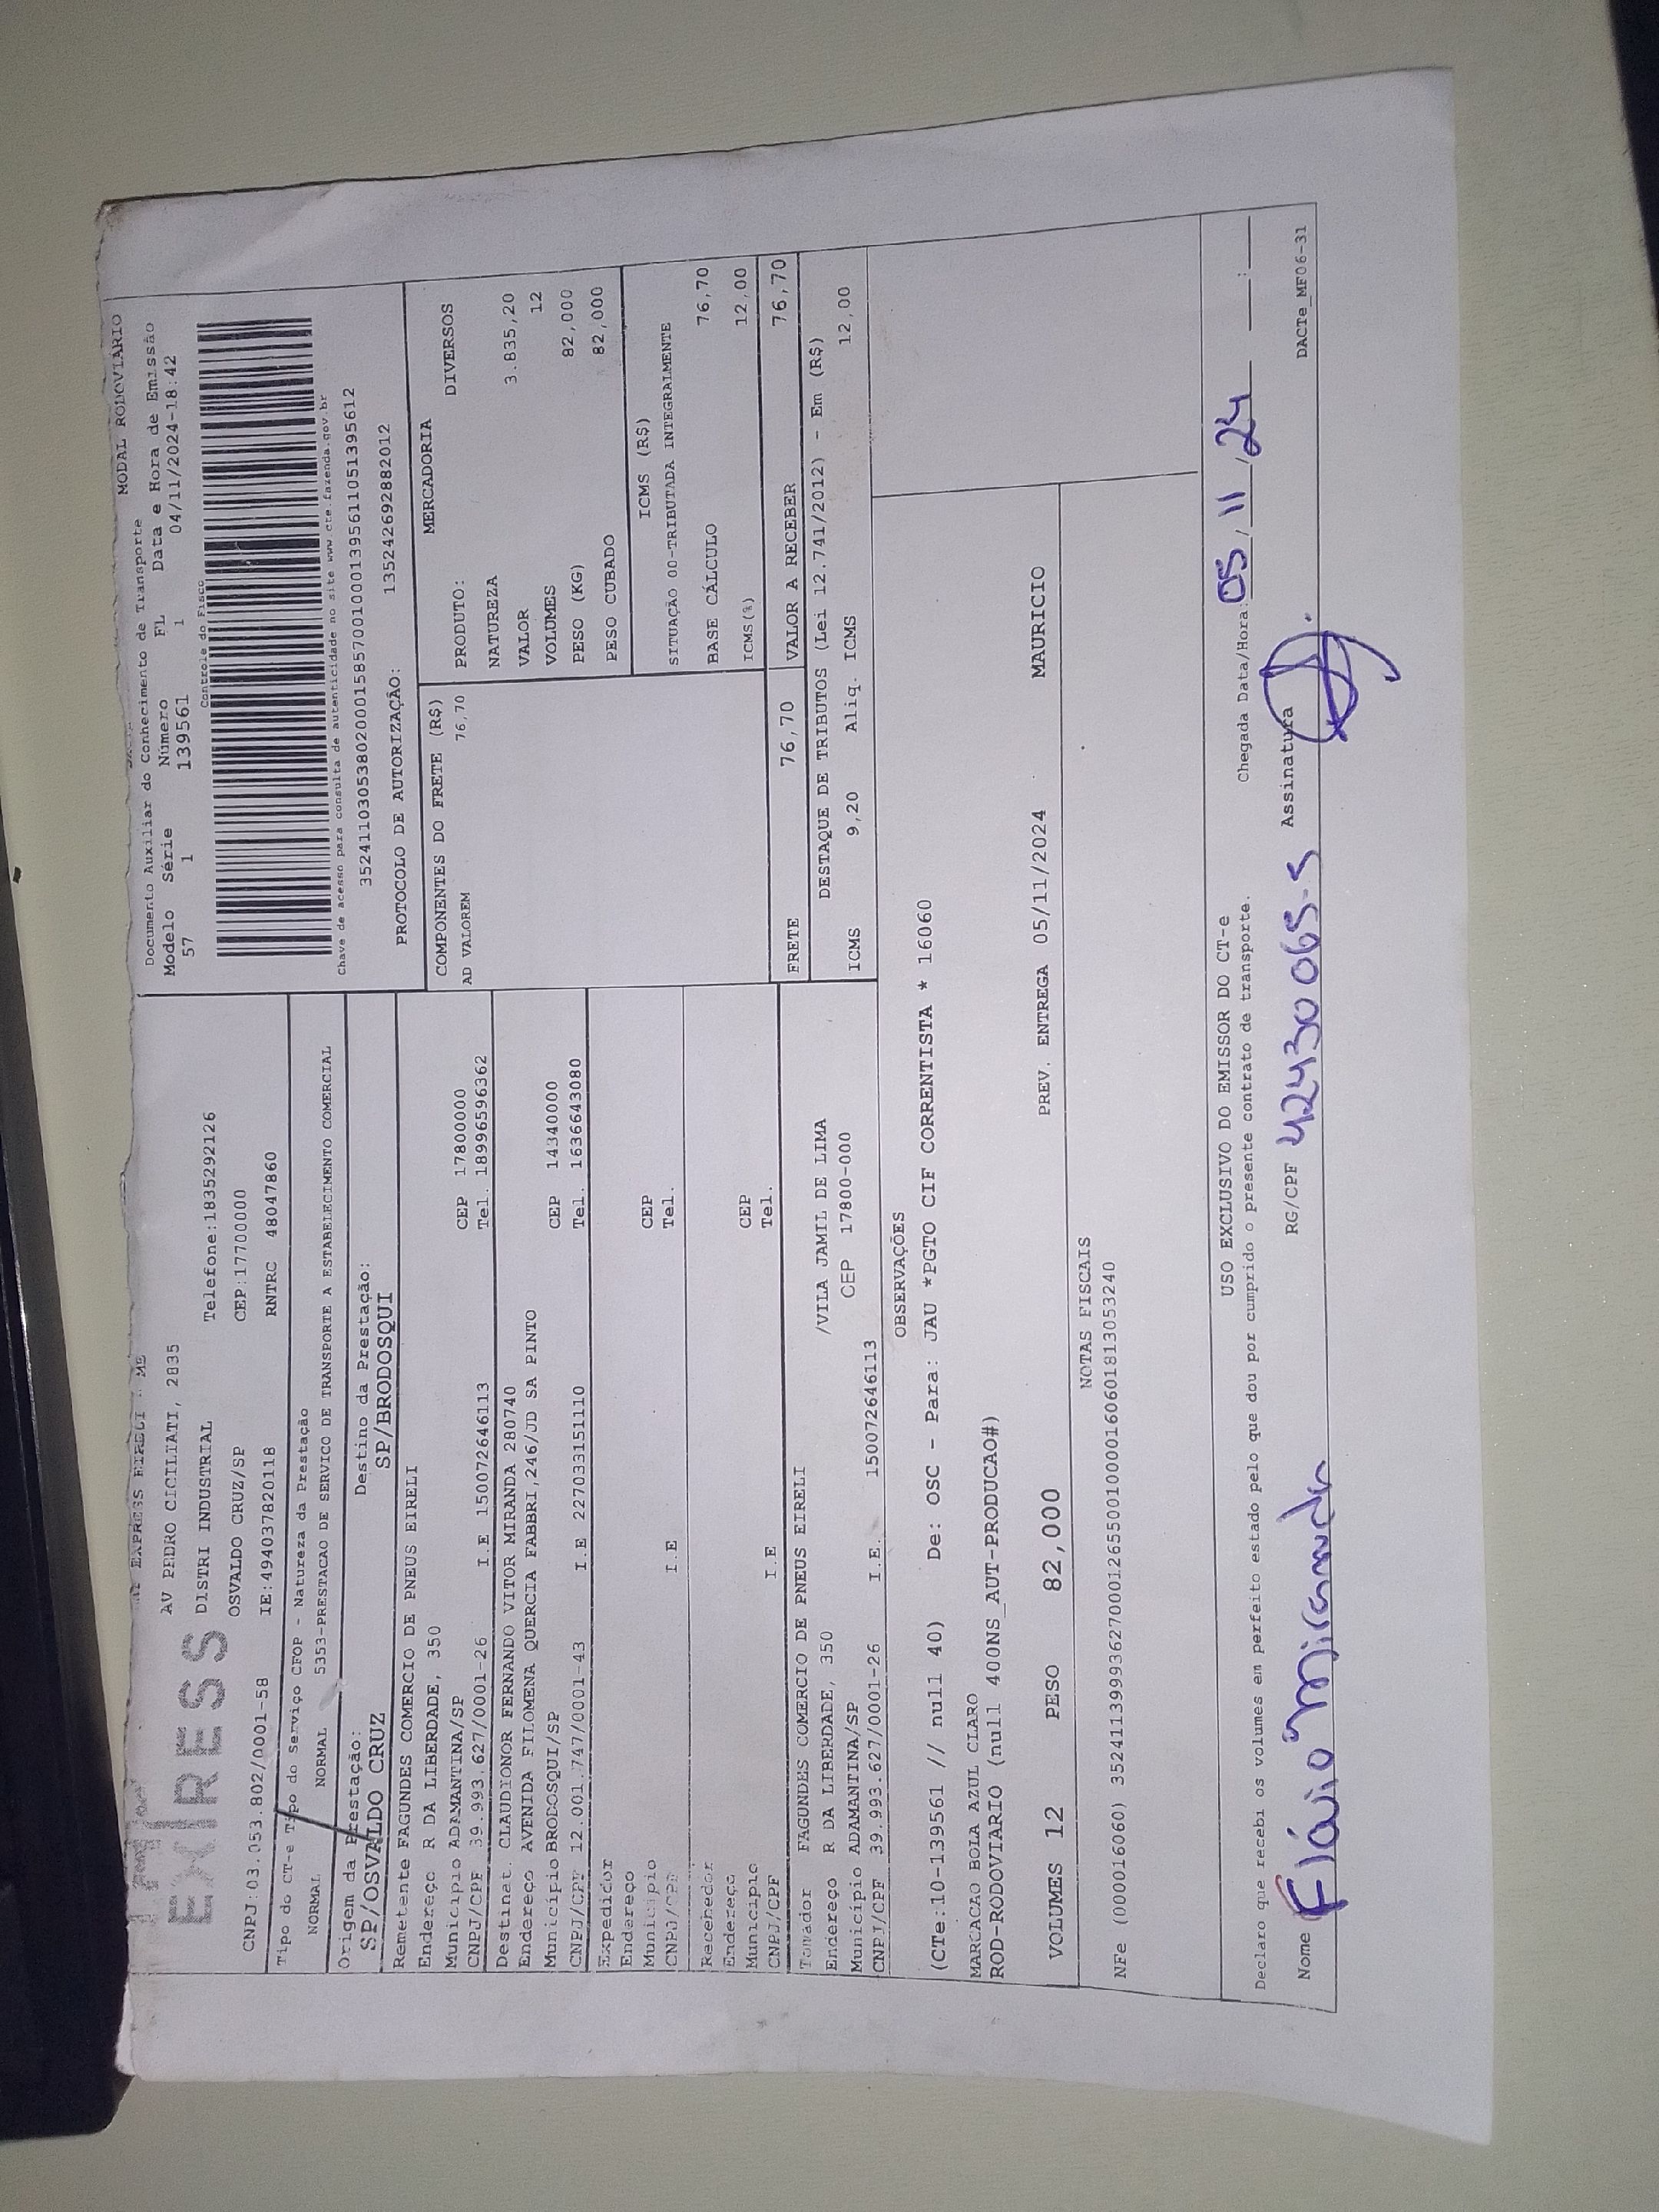 EXPRESS EIRELI - ME
EXPRESS
AV PEDRO CICILIATI, 2835
DISTRI INDUSTRIAL
Telefone:1835292126
OSVALDO CRUZ/SP
CEP:17700000
CNPJ:03.053.802/0001-58
IE:494037820118
RNTRC 48047860
MODAL RODOVIÁRIO
Documento Auxiliar do Conhecimento de Transporte
Modelo Série Número FL Data e Hora de Emissão
57 1 139561 1 04/11/2024-18:42
Controle do Fisco
Chave de acesso para consulta de autenticidade no site www.cte.fazenda.gov.br
35241103053802000158570010001395611051395612
PROTOCOLO DE AUTORIZAÇÃO: 135242692882012
Tipo do CT-e Tipo do Serviço CFOP - Natureza da Prestação
NORMAL NORMAL 5353-PRESTACAO DE SERVICO DE TRANSPORTE A ESTABELECIMENTO COMERCIAL
Origem da Prestação: Destino da Prestação:
SP/OSVALDO CRUZ SP/BRODOSQUI
Remetente FAGUNDES COMERCIO DE PNEUS EIRELI
Endereço R DA LIBERDADE, 350
Município ADAMANTINA/SP CEP 17800000
CNPJ/CPF 39.993.627/0001-26 I.E 150072646113 Tel. 18996596362
Destinat. CLAUDIONOR FERNANDO VITOR MIRANDA 280740
Endereço AVENIDA FILOMENA QUERCIA FABBRI,246/JD SA PINTO
Município BRODOSQUI/SP CEP 14340000
CNPJ/CPF 12.001.747/0001-43 I.E 227033151110 Tel. 1636643080
Expedidor
Endereço
Município CEP
CNPJ/CPF I.E Tel.
Recebedor
Endereço
Município CEP
CNPJ/CPF I.E Tel.
Tomador FAGUNDES COMERCIO DE PNEUS EIRELI
Endereço R DA LIBERDADE, 350 /VILA JAMIL DE LIMA
Município ADAMANTINA/SP CEP 17800-000
CNPJ/CPF 39.993.627/0001-26 I.E. 150072646113
COMPONENTES DO FRETE (R$)
AD VALOREM 76,70
MERCADORIA
PRODUTO: DIVERSOS
NATUREZA
VALOR 3.835,20
VOLUMES 12
PESO (KG) 82,000
PESO CUBADO 82,000
ICMS (R$)
SITUAÇÃO 00-TRIBUTADA INTEGRALMENTE
BASE CÁLCULO 76,70
ICMS(%) 12,00
FRETE 76,70 VALOR A RECEBER 76,70
DESTAQUE DE TRIBUTOS (Lei 12.741/2012) - Em (R$)
ICMS 9,20 Aliq. ICMS 12,00
OBSERVAÇÕES
(CTe:10-139561 // null 40) De: OSC - Para: JAU *PGTO CIF CORRENTISTA * 16060
MARCACAO BOLA AZUL CLARO
ROD-RODOVIARIO (null 400NS_AUT-PRODUCAO#)
VOLUMES 12 PESO 82,000 PREV. ENTREGA 05/11/2024 MAURICIO
NOTAS FISCAIS
NFe (000016060) 35241139993627000126550010000160601813053240
USO EXCLUSIVO DO EMISSOR DO CT-e
Declaro que recebi os volumes em perfeito estado pelo que dou por cumprido o presente contrato de transporte.
Chegada Data/Hora: 05/11/24 :
Nome Flávio Miranda RG/CPF 42430065-5 Assinatura
DACTe_MF06-31